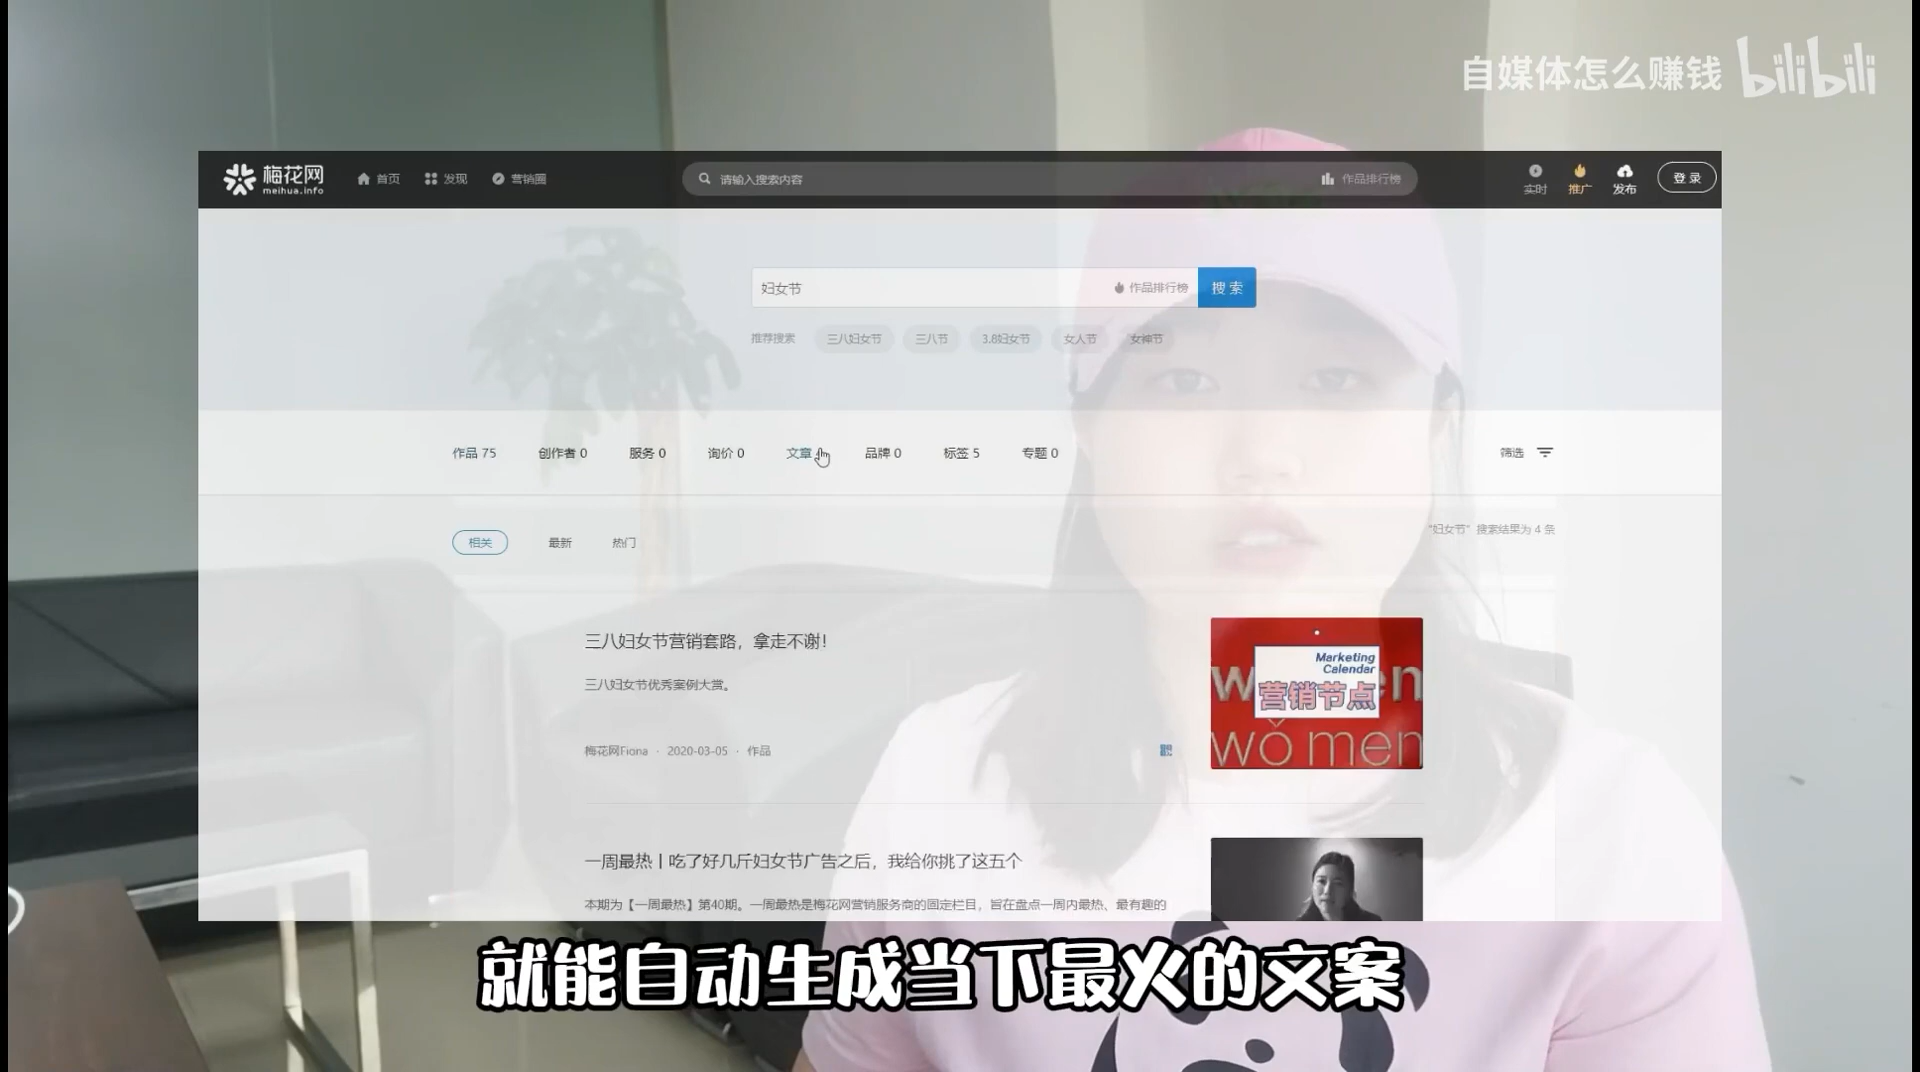 自媒体怎么赚钱 bilibili
梅花网 meihua.info 首页 发现 营销圈 请输入搜索内容 作品排行榜 实时 推广 发布 登录
妇女节 作品排行榜 搜索
推荐搜索 三八妇女节 三八节 3.8妇女节 女人节 女神节
作品 75 创作者 0 服务 0 询价 0 文章 品牌 0 标签 5 专题 0 筛选
"妇女节" 搜索结果为 4 条
相关 最新 热门
三八妇女节营销套路，拿走不谢！
三八妇女节优秀案例大赏。
梅花网Fiona · 2020-03-05 · 作品
Marketing
Calendar
营销节点
women
women
一周最热丨吃了好几斤妇女节广告之后，我给你挑了这五个
本期为【一周最热】第40期。一周最热是梅花网营销服务商的固定栏目，旨在盘点一周内最热、最有趣的
就能自动生成当下最火的文案